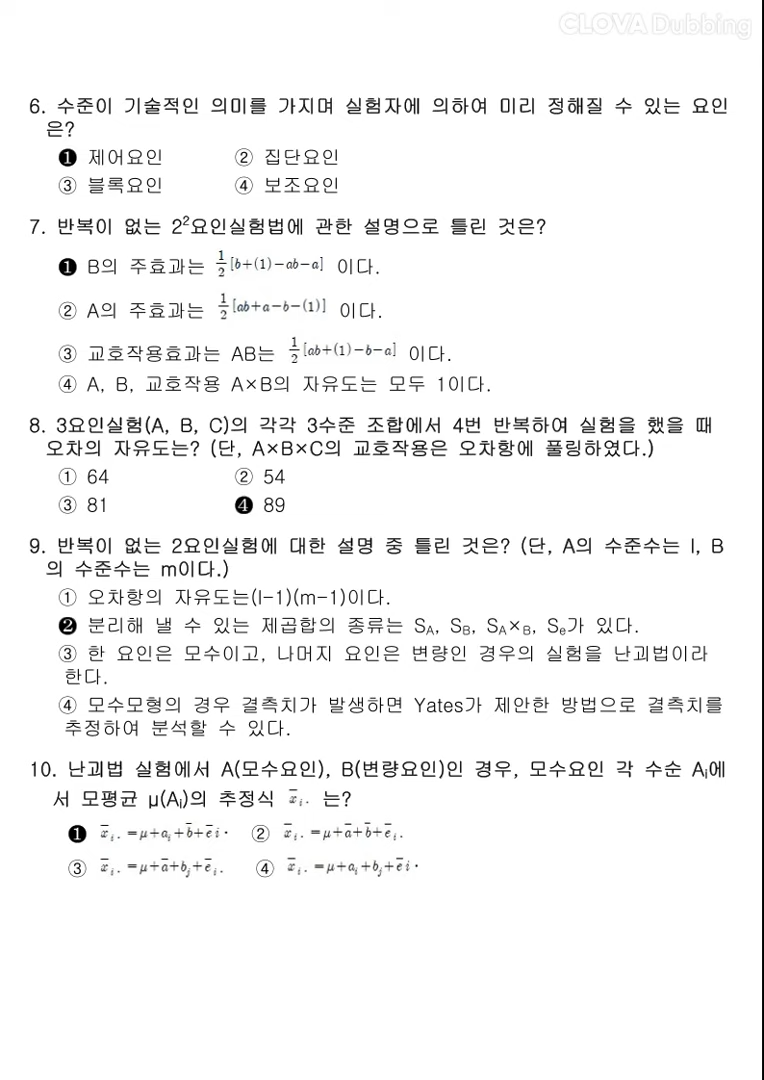 CLOVA Dubbing
6. 수준이 기술적인 의미를 가지며 실험자에 의하여 미리 정해질 수 있는 요인
은?
❶ 제어요인 ② 집단요인
③ 블록요인 ④ 보조요인
7. 반복이 없는 2²요인실험법에 관한 설명으로 틀린 것은?
❶ B의 주효과는 1/2[b+(1)-ab-a] 이다.
② A의 주효과는 1/2[ab+a-b-(1)] 이다.
③ 교호작용효과는 AB는 1/2[ab+(1)-b-a] 이다.
④ A, B, 교호작용 A×B의 자유도는 모두 1이다.
8. 3요인실험(A, B, C)의 각각 3수준 조합에서 4번 반복하여 실험을 했을 때
오차의 자유도는? (단, A×B×C의 교호작용은 오차항에 풀링하였다.)
① 64 ② 54
③ 81 ❹ 89
9. 반복이 없는 2요인실험에 대한 설명 중 틀린 것은? (단, A의 수준수는 l, B
의 수준수는 m이다.)
① 오차항의 자유도는(l-1)(m-1)이다.
❷ 분리해 낼 수 있는 제곱합의 종류는 S_A, S_B, S_A×_B, S_e가 있다.
③ 한 요인은 모수이고, 나머지 요인은 변량인 경우의 실험을 난괴법이라
한다.
④ 모수모형의 경우 결측치가 발생하면 Yates가 제안한 방법으로 결측치를
추정하여 분석할 수 있다.
10. 난괴법 실험에서 A(모수요인), B(변량요인)인 경우, 모수요인 각 수순 A_i에
서 모평균 μ(A_i)의 추정식 x̄_i. 는?
❶ x̄_i. =μ+a_i+b̄+ēi· ② x̄_i. =μ+ā+b̄+ē_i.
③ x̄_i. =μ+ā+b_j+ē_i. ④ x̄_i. =μ+a_i+b_j+ēi·